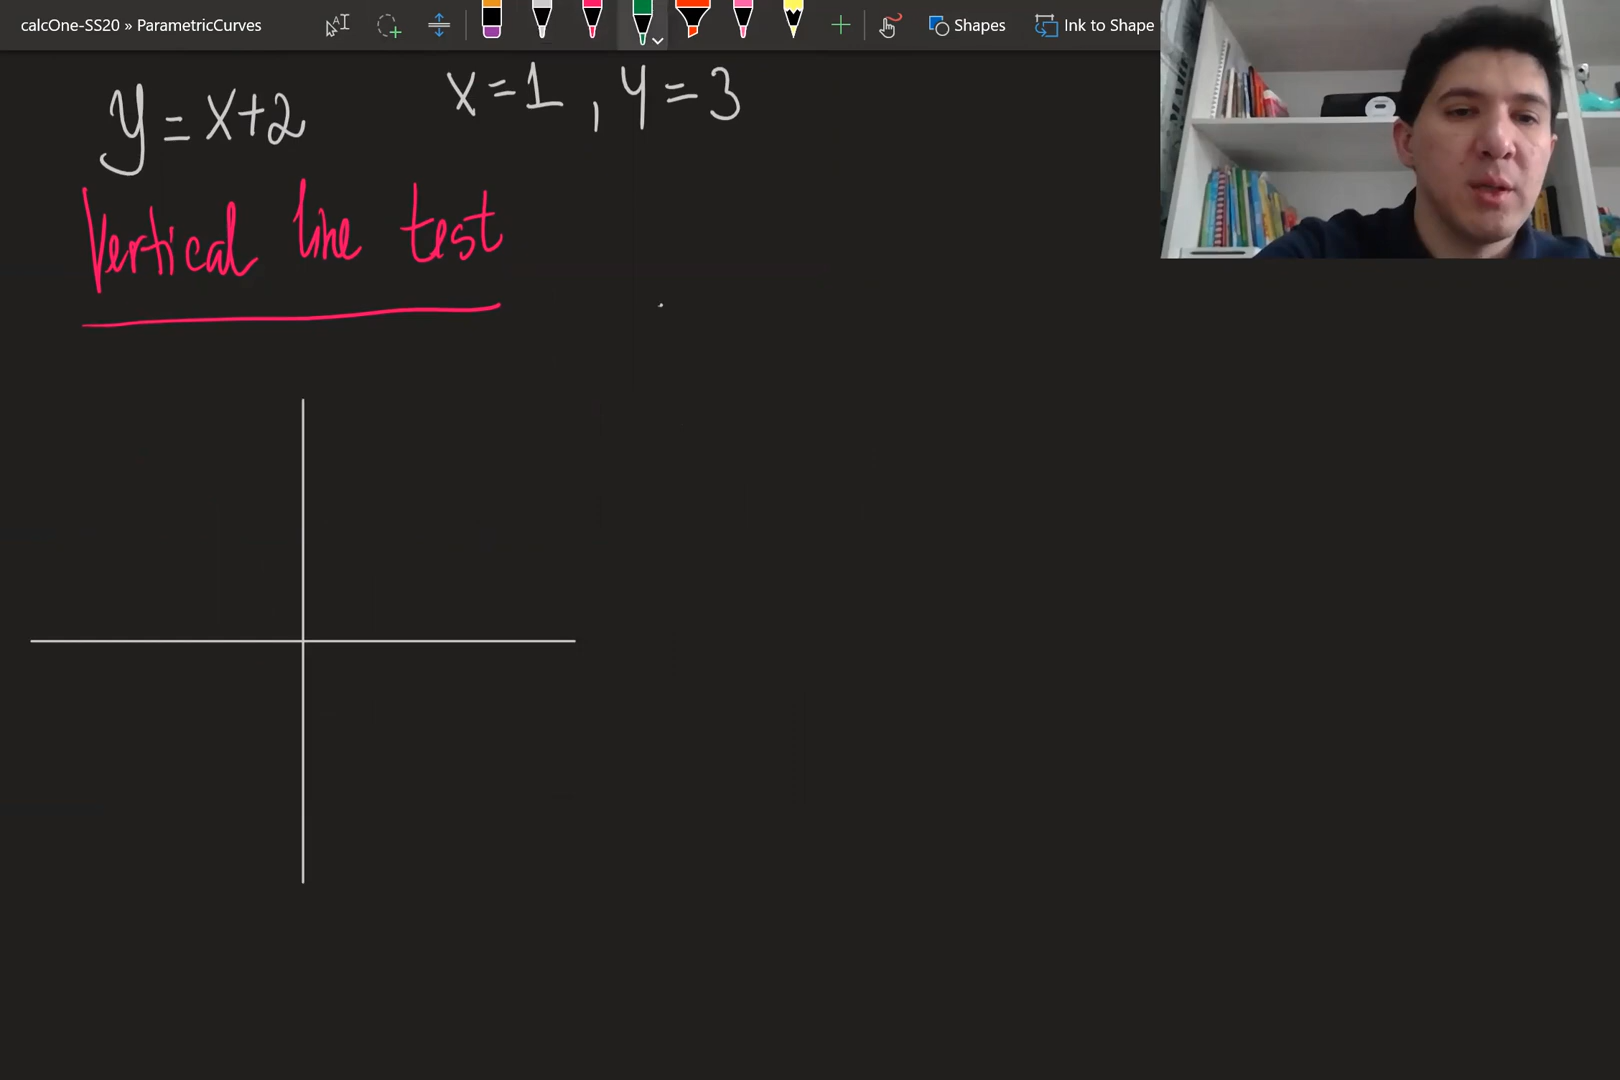 calcOne-SS20 » ParametricCurves
Shapes
Ink to Shape
y = x+2
x=1 , y=3
Vertical line test